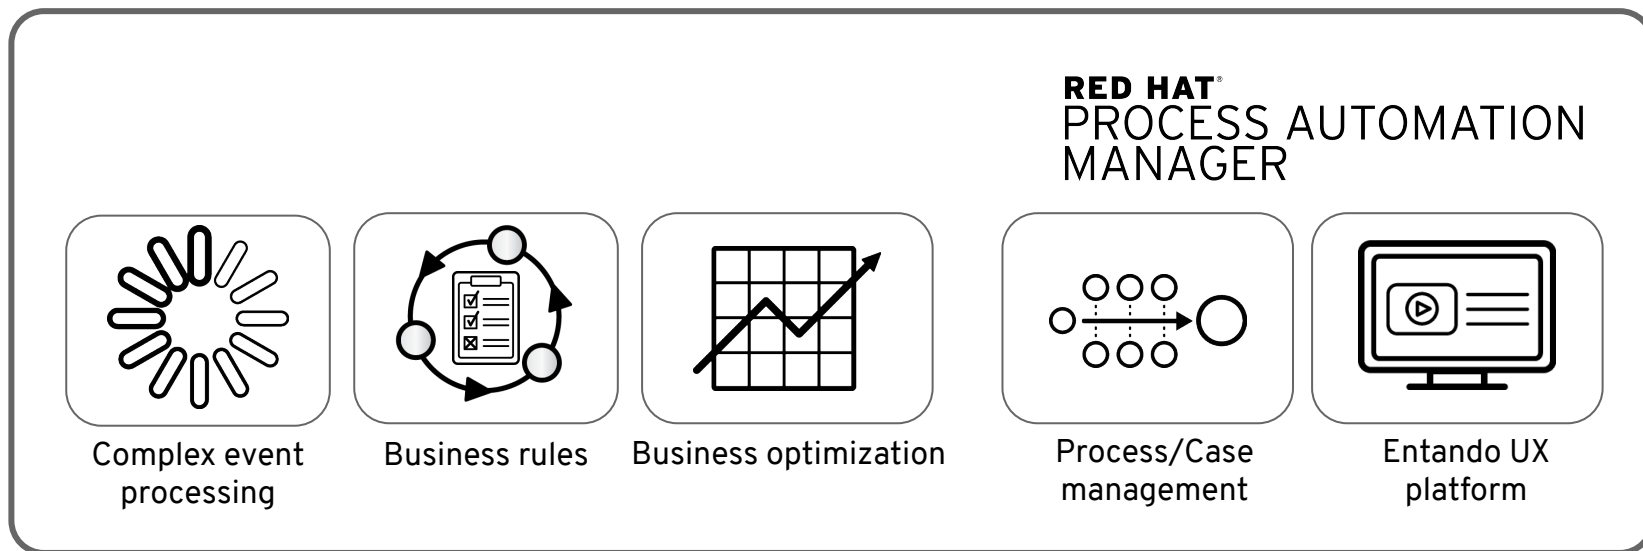 RED HAT®
PROCESS AUTOMATION
MANAGER
Complex event
processing
Business rules
Business optimization
Process/Case
management
Entando UX
platform